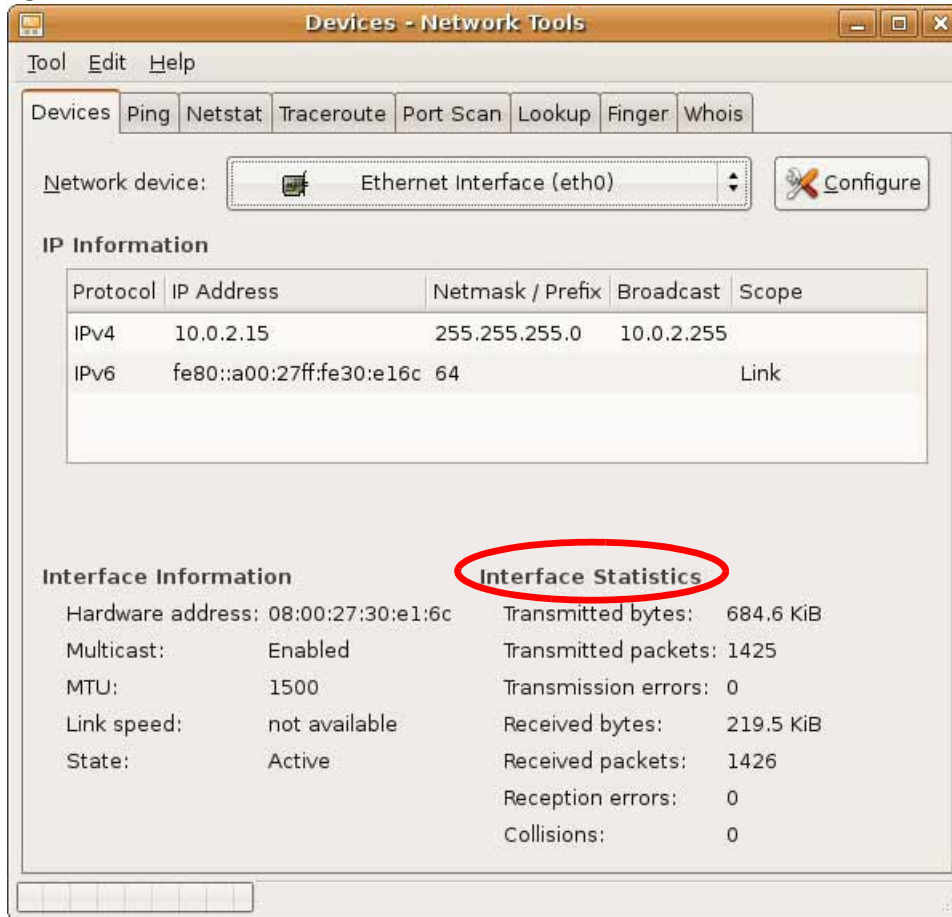 Devices - Network Tools
Tool Edit Help
Devices Ping Netstat Traceroute Port Scan Lookup Finger Whois
Network device: Ethernet Interface (eth0) Configure
IP Information
Protocol IP Address Netmask / Prefix Broadcast Scope
IPv4 10.0.2.15 255.255.255.0 10.0.2.255
IPv6 fe80::a00:27ff:fe30:e16c 64 Link
Interface Information
Hardware address: 08:00:27:30:e1:6c
Multicast: Enabled
MTU: 1500
Link speed: not available
State: Active
Interface Statistics
Transmitted bytes: 684.6 KiB
Transmitted packets: 1425
Transmission errors: 0
Received bytes: 219.5 KiB
Received packets: 1426
Reception errors: 0
Collisions: 0